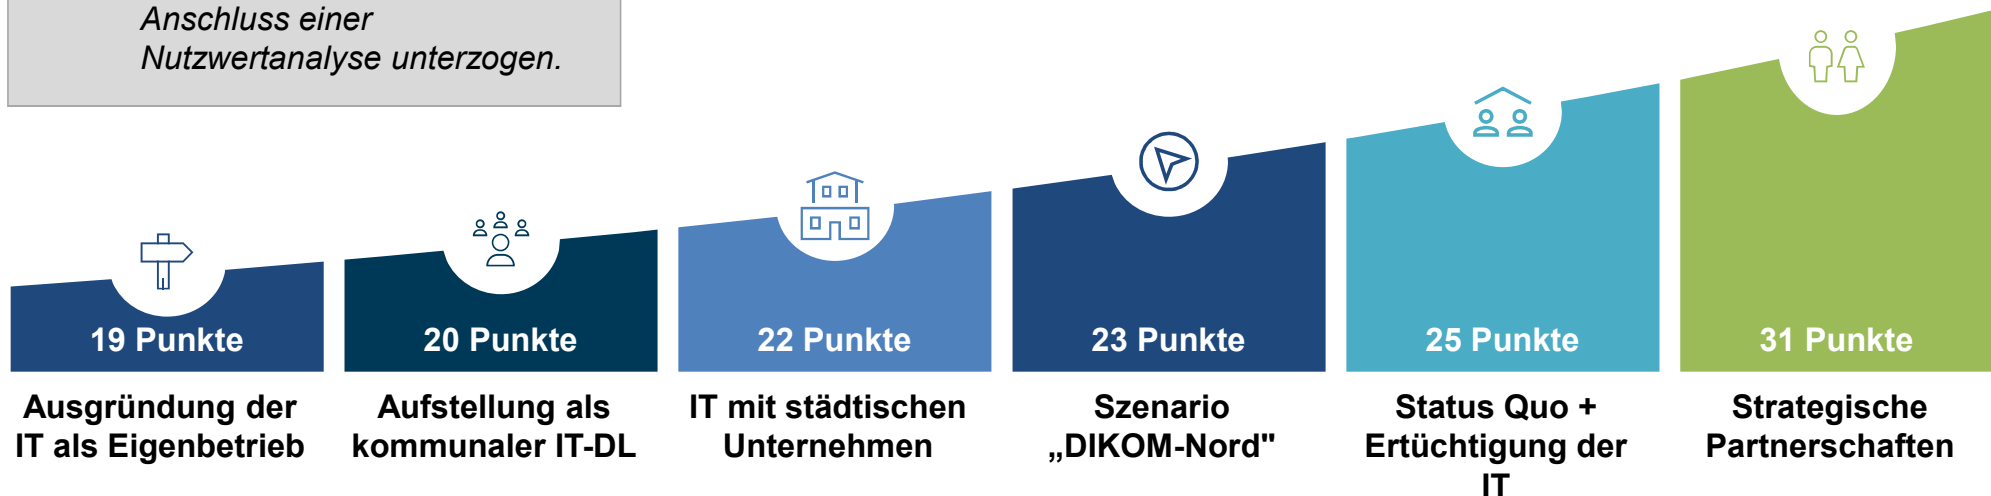 Anschluss einer
Nutzwertanalyse unterzogen.
19 Punkte
Ausgründung der
IT als Eigenbetrieb
20 Punkte
Aufstellung als
kommunaler IT-DL
22 Punkte
IT mit städtischen
Unternehmen
23 Punkte
Szenario
„DIKOM-Nord"
25 Punkte
Status Quo +
Ertüchtigung der
IT
31 Punkte
Strategische
Partnerschaften